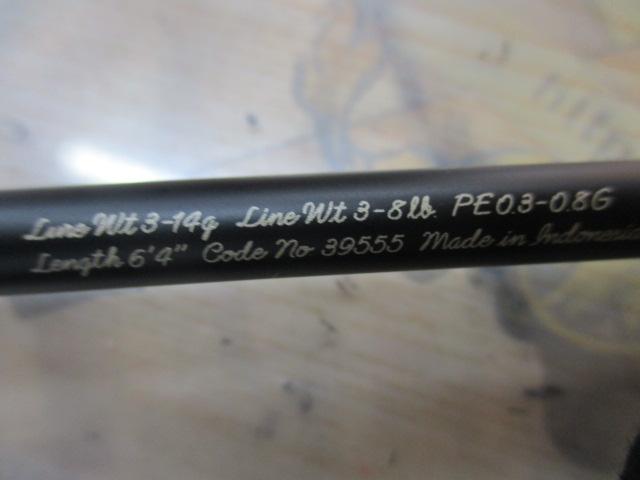 Lure Wt 3-14g Line Wt 3-8lb. PE0.3-0.8G
Length 6'4" Code No 39555 Made in Indonesia